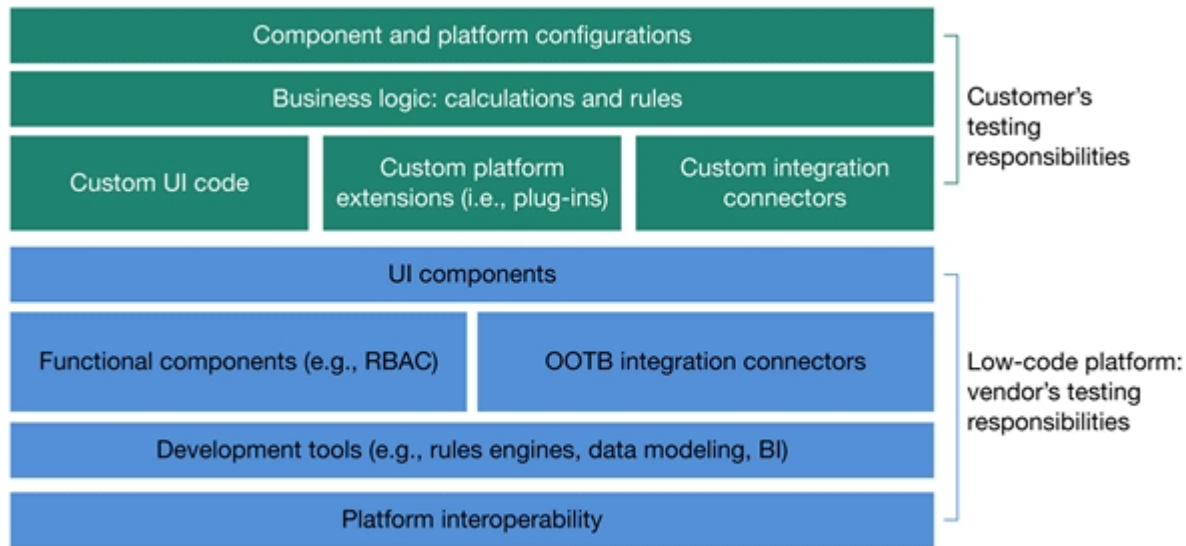 Component and platform configurations
Business logic: calculations and rules
Custom UI code
Custom platform
extensions (i.e., plug-ins)
Custom integration
connectors
Customer's
testing
responsibilities
UI components
Functional components (e.g., RBAC)
OOTB integration connectors
Development tools (e.g., rules engines, data modeling, BI)
Platform interoperability
Low-code platform:
vendor's testing
responsibilities